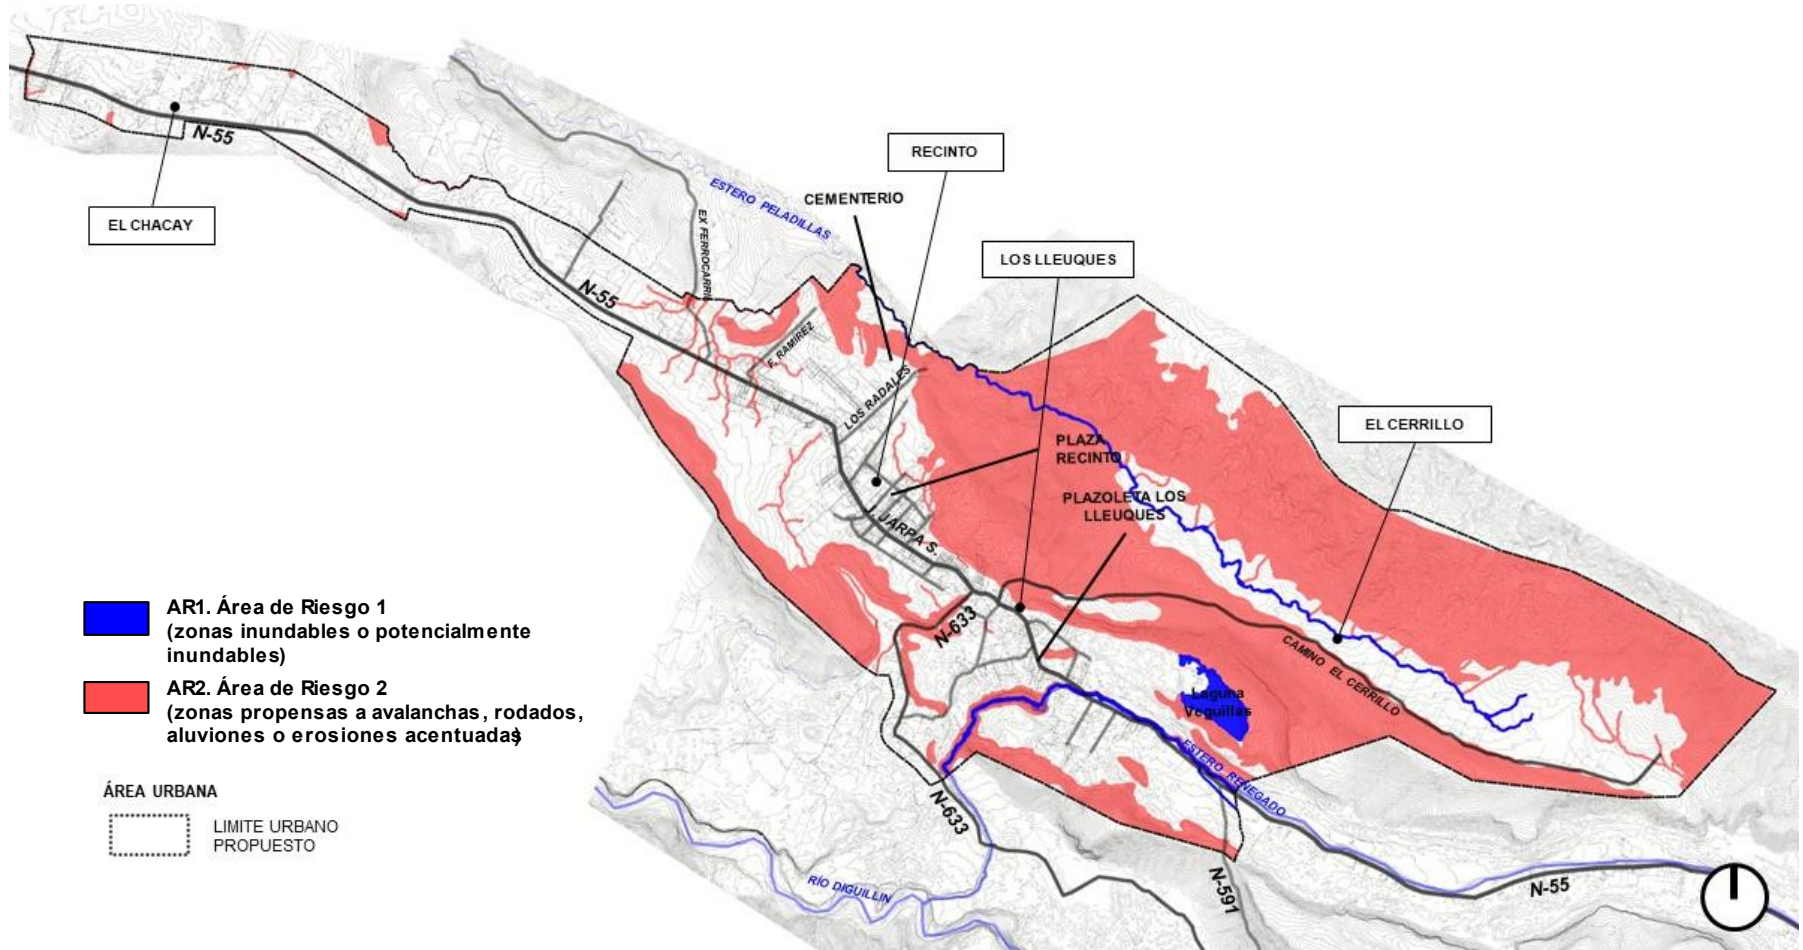 N-55
EL CHACAY
RECINTO
CEMENTERIO
ESTERO PELADILLAS
EX FERROCARRIL
LOS LLEUQUES
N-55
F. RAMÍREZ
LOS RADALES
EL CERRILLO
PLAZA
RECINTO
PLAZOLETA LOS
LLEUQUES
J. JARPA S.
AR1. Área de Riesgo 1
(zonas inundables o potencialmente
inundables)
AR2. Área de Riesgo 2
(zonas propensas a avalanchas, rodados,
aluviones o erosiones acentuadas)
N-633
CAMINO EL CERRILLO
Laguna
Veguillas
ESTERO RENEGADO
ÁREA URBANA
LIMITE URBANO
PROPUESTO
N-633
RÍO DIGUILLIN
N-591
N-55